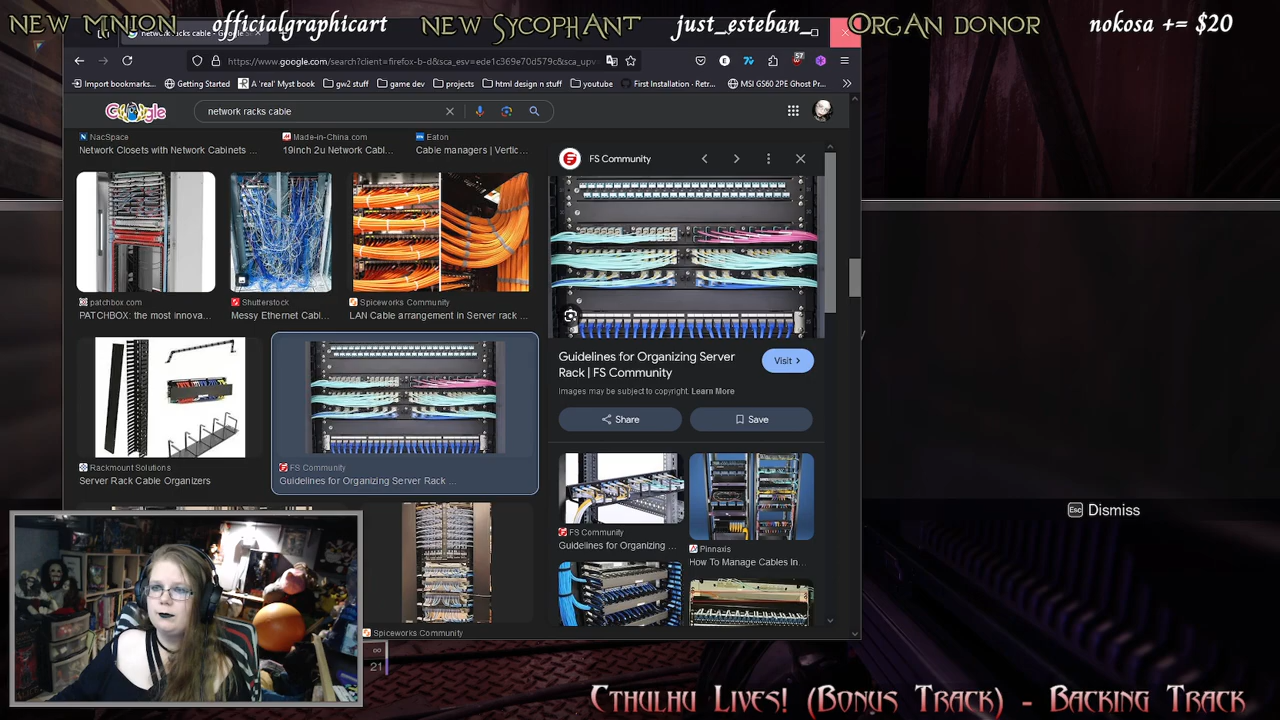 NEW MINION officialgraphicart NEW SYCOPHANT just_esteban_ ORGAN DONOR nokosa += $20
network racks cable - Google S
https://www.google.com/search?client=firefox-b-d&sca_esv=ede1c369e70d579c&sca_upv
Import bookmarks... Getting Started A 'real' Myst book gw2 stuff game dev projects html design n stuff youtube First Installation - Retr... MSI GS60 2PE Ghost Pr...
Google network racks cable
NacSpace
Network Closets with Network Cabinets ...
Made-in-China.com
19inch 2u Network Cabl...
Eaton
Cable managers | Vertic...
FS Community
patchbox.com
PATCHBOX: the most innova...
Shutterstock
Messy Ethernet Cabl...
Spiceworks Community
LAN Cable arrangement in Server rack ...
Guidelines for Organizing Server
Rack | FS Community
Visit
Images may be subject to copyright. Learn More
Share
Save
Rackmount Solutions
Server Rack Cable Organizers
FS Community
Guidelines for Organizing Server Rack ...
FS Community
Guidelines for Organizing ...
Pinnaxis
How To Manage Cables In...
Spiceworks Community
Esc Dismiss
∞
21
Cthulhu Lives! (Bonus Track) - Backing Track